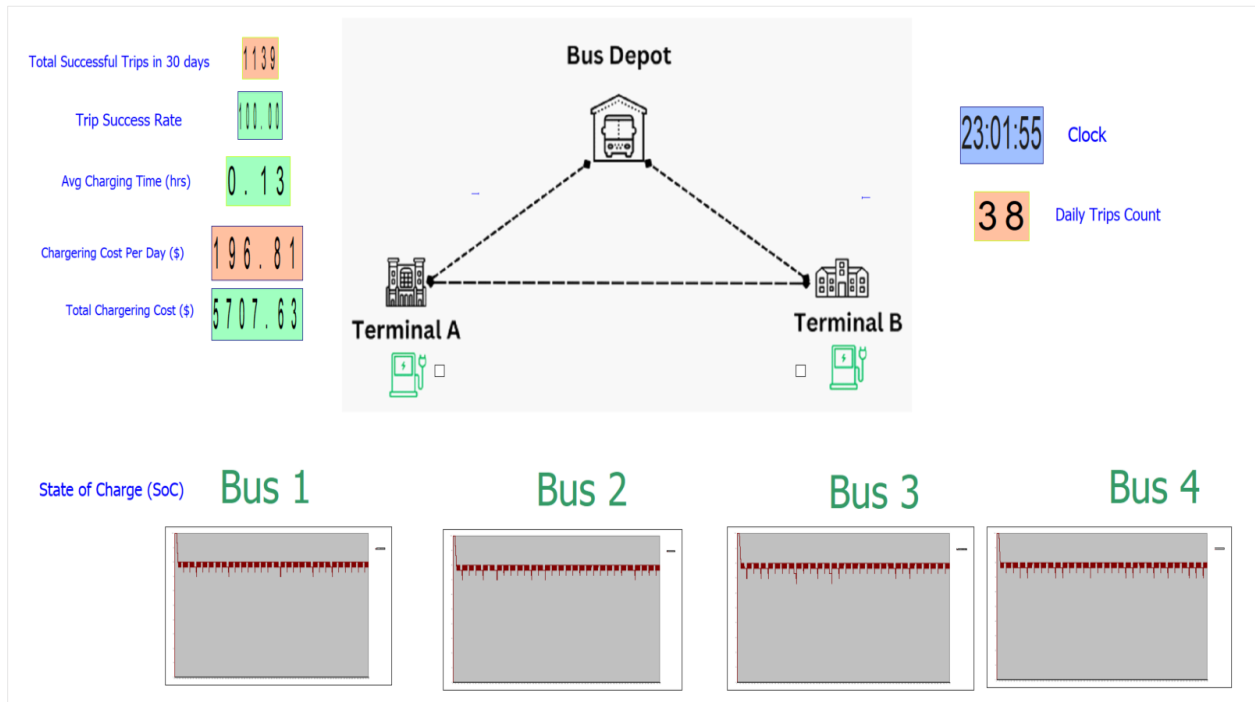 Total Successful Trips in 30 days
1139
Trip Success Rate
100.00
Avg Charging Time (hrs)
0.13
Chargering Cost Per Day ($)
196.81
Total Chargering Cost ($)
5707.63
Bus Depot
Terminal A
Terminal B
23:01:55
Clock
38
Daily Trips Count
State of Charge (SoC)
Bus 1
Bus 2
Bus 3
Bus 4